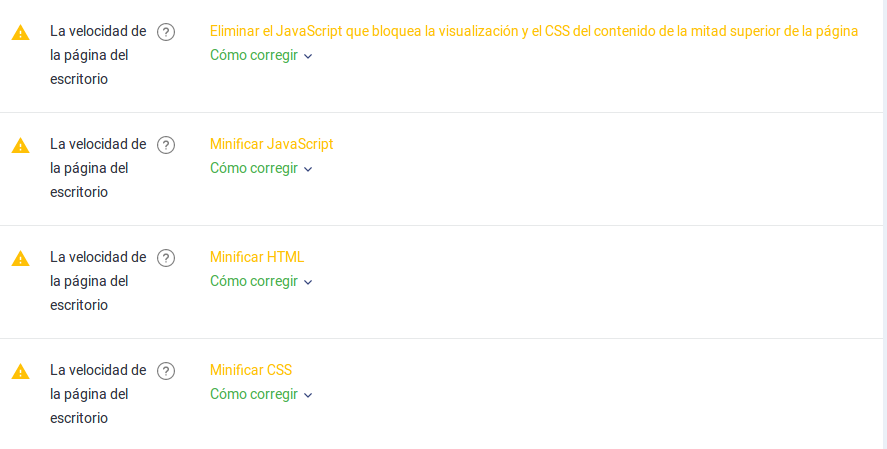 La velocidad de la página del escritorio
?
Eliminar el JavaScript que bloquea la visualización y el CSS del contenido de la mitad superior de la página
Cómo corregir
La velocidad de la página del escritorio
?
Minificar JavaScript
Cómo corregir
La velocidad de la página del escritorio
?
Minificar HTML
Cómo corregir
La velocidad de la página del escritorio
?
Minificar CSS
Cómo corregir